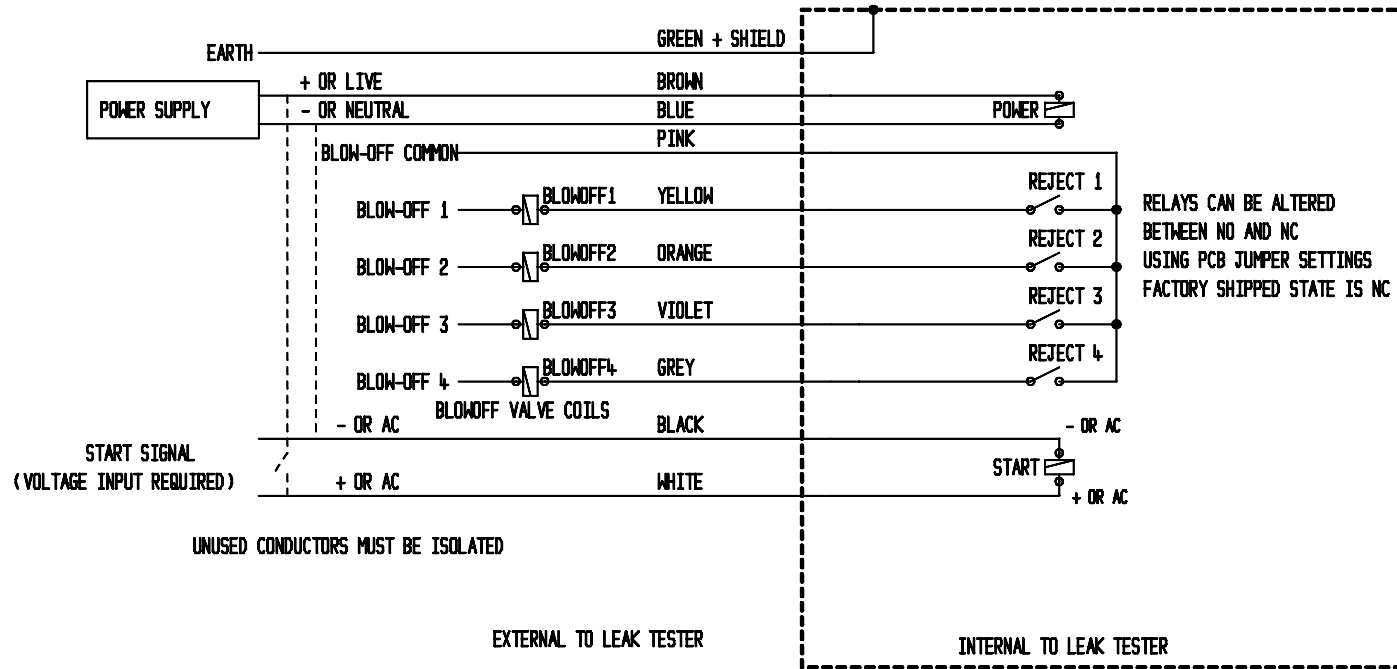 GREEN + SHIELD
EARTH
+ OR LIVE
BROWN
POWER SUPPLY
- OR NEUTRAL
BLUE
POWER
PINK
BLOW-OFF COMMON
REJECT 1
BLOW-OFF 1
BLOWOFF1
YELLOW
REJECT 2
BLOW-OFF 2
BLOWOFF2
ORANGE
REJECT 3
BLOW-OFF 3
BLOWOFF3
VIOLET
REJECT 4
BLOW-OFF 4
BLOWOFF4
GREY
RELAYS CAN BE ALTERED
BETWEEN NO AND NC
USING PCB JUMPER SETTINGS
FACTORY SHIPPED STATE IS NC
BLOWOFF VALVE COILS
- OR AC
BLACK
- OR AC
START SIGNAL
(VOLTAGE INPUT REQUIRED)
START
+ OR AC
WHITE
+ OR AC
UNUSED CONDUCTORS MUST BE ISOLATED
EXTERNAL TO LEAK TESTER
INTERNAL TO LEAK TESTER